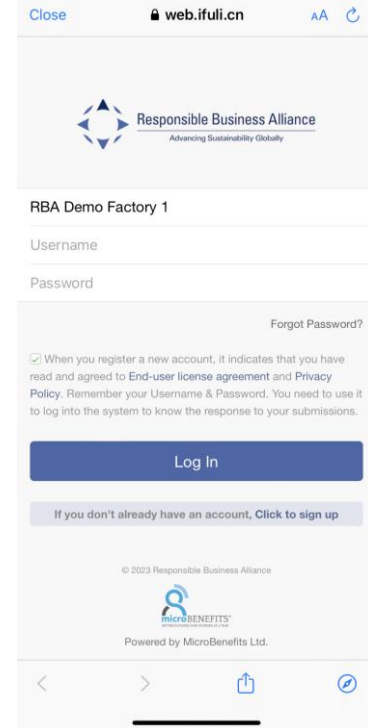 Close web.ifuli.cn AA
Responsible Business Alliance
Advancing Sustainability Globally
RBA Demo Factory 1
Username
Password
Forgot Password?
When you register a new account, it indicates that you have
read and agreed to End-user license agreement and Privacy
Policy. Remember your Username & Password. You need to use it
to log into the system to know the response to your submissions.
Log In
If you don't already have an account, Click to sign up
© 2023 Responsible Business Alliance
microBENEFITS
Powered by MicroBenefits Ltd.